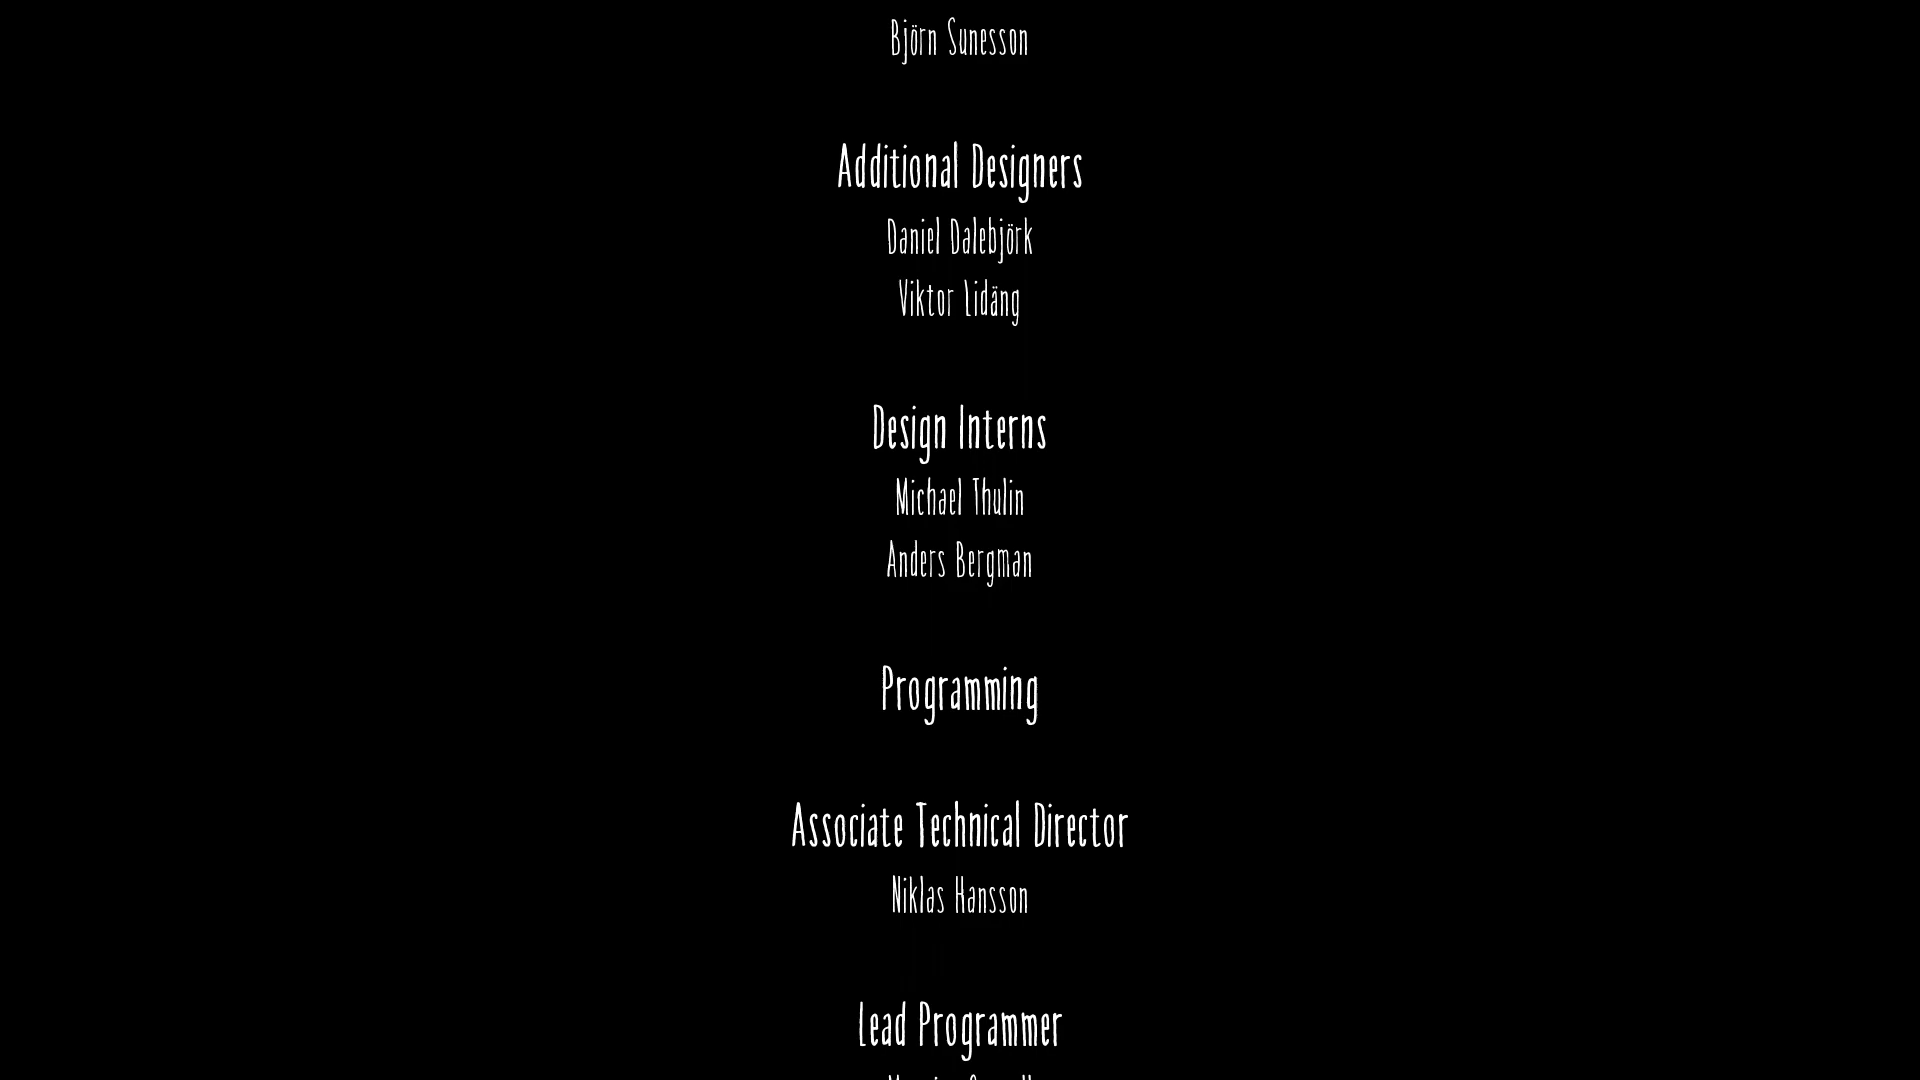 Björn Sunesson
Additional Designers
Daniel Dalebjörk
Viktor Lidäng
Design Interns
Michael Thulin
Anders Bergman
Programming
Associate Technical Director
Niklas Hansson
Lead Programmer